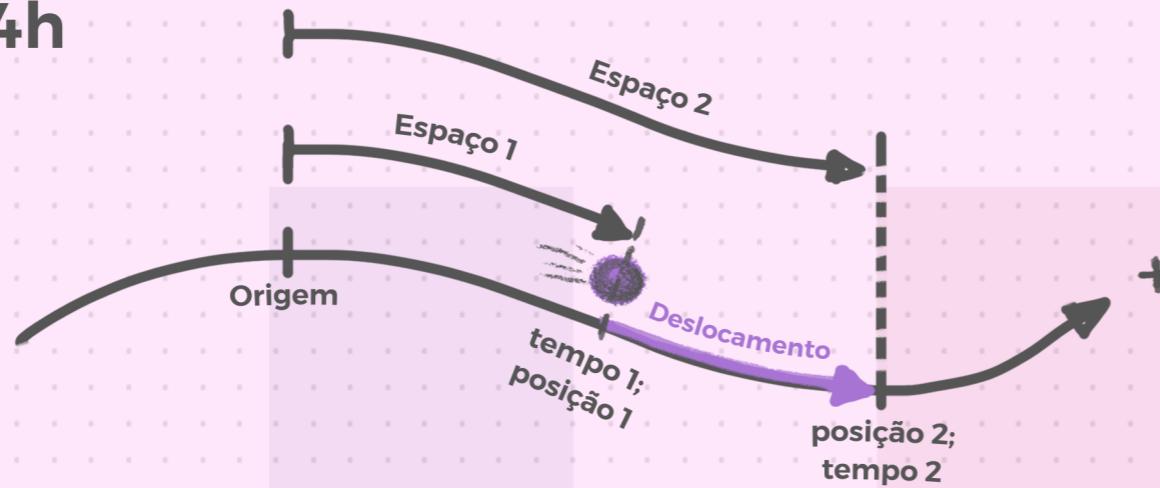 4h
Espaço 2
Espaço 1
Origem
Deslocamento
tempo 1;
posição 1
posição 2;
tempo 2